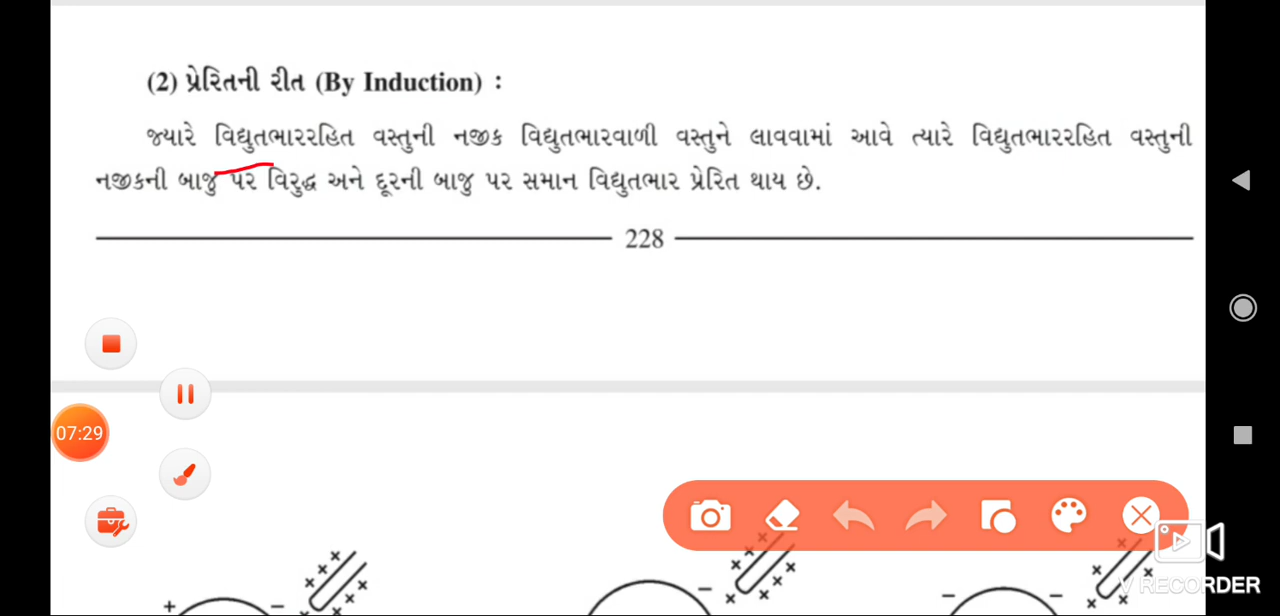 (2) પ્રેરિતની રીત (By Induction) :
જ્યારે વિદ્યુતભારરહિત વસ્તુની નજીક વિદ્યુતભારવાળી વસ્તુને લાવવામાં આવે ત્યારે વિદ્યુતભારરહિત વસ્તુની
નજીકની બાજુ પર વિરુદ્ધ અને દૂરની બાજુ પર સમાન વિદ્યુતભાર પ્રેરિત થાય છે.
228
07:29
V RECORDER